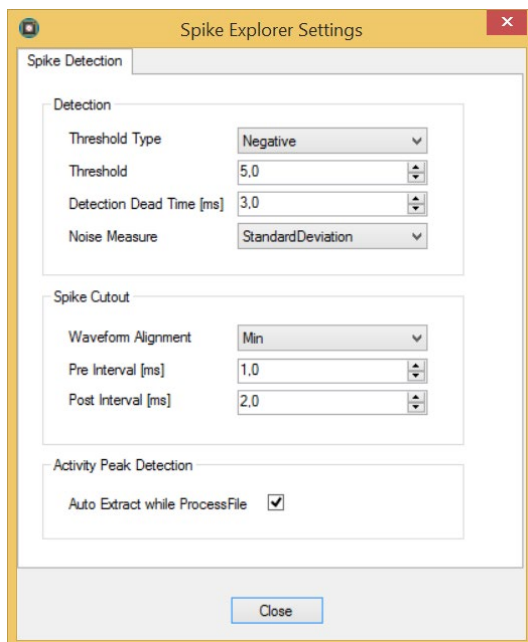 Spike Explorer Settings
Spike Detection
Detection
Threshold Type Negative
Threshold 5,0
Detection Dead Time [ms] 3,0
Noise Measure StandardDeviation
Spike Cutout
Waveform Alignment Min
Pre Interval [ms] 1,0
Post Interval [ms] 2,0
Activity Peak Detection
Auto Extract while ProcessFile
Close